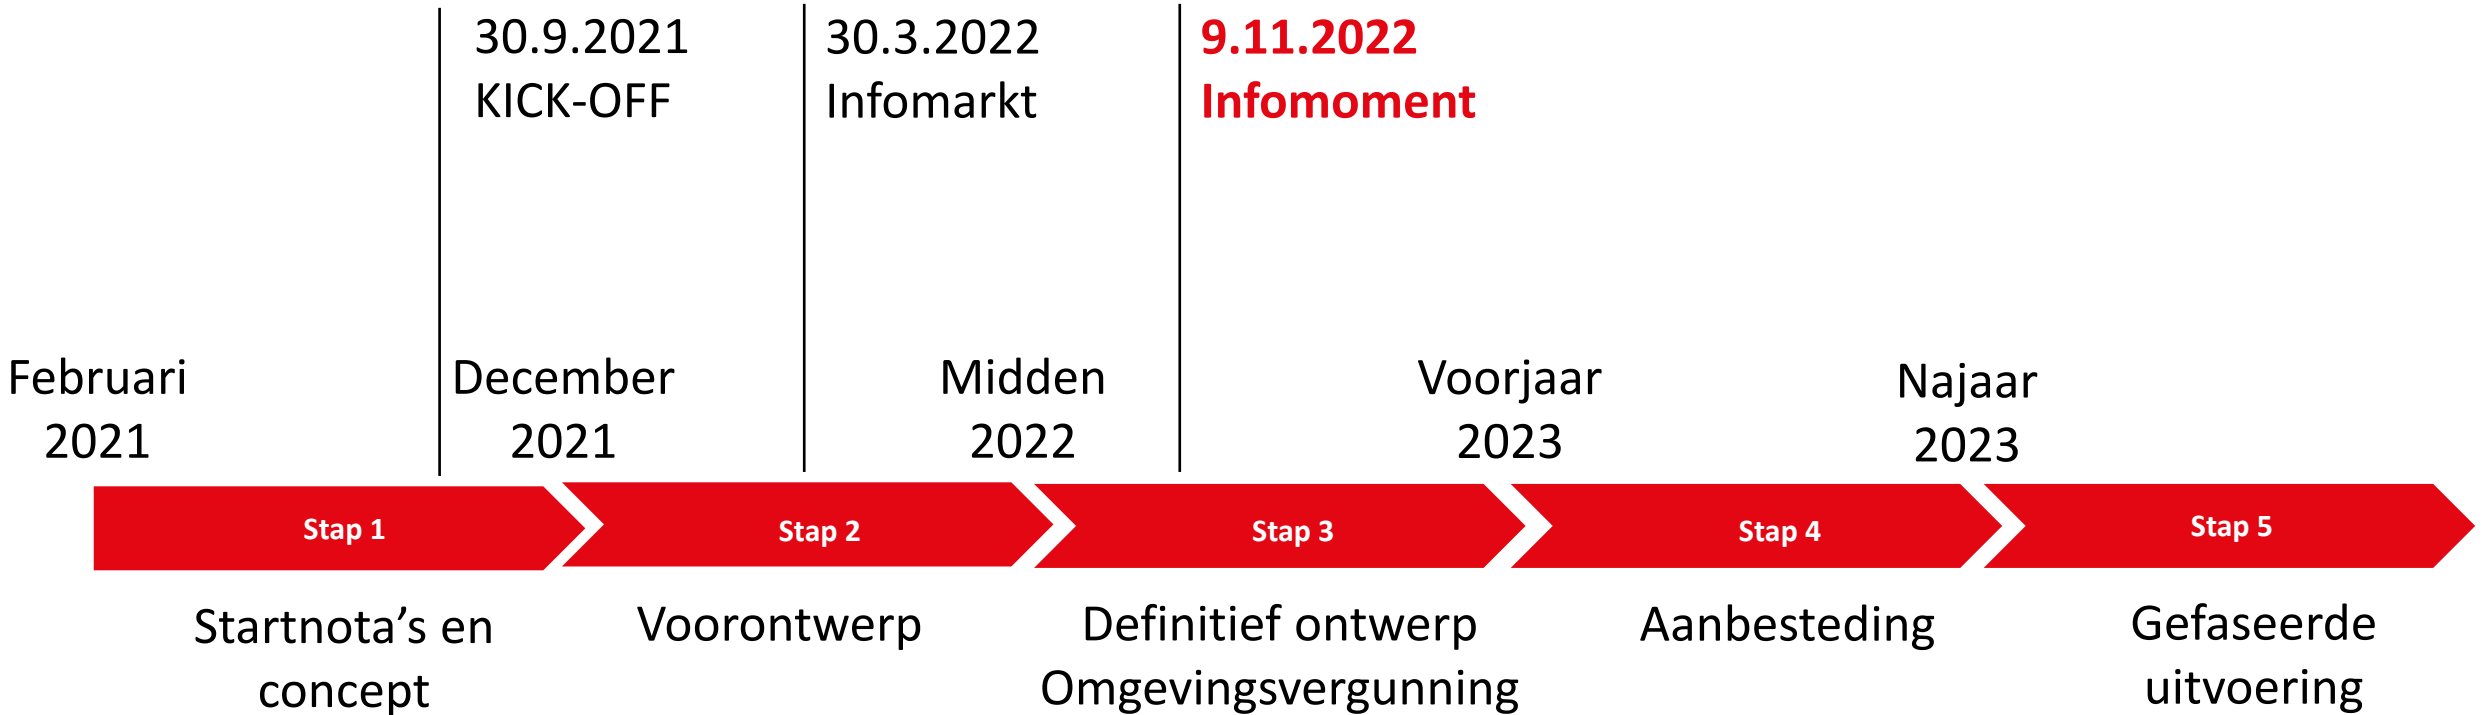 30.9.2021
KICK-OFF
30.3.2022
Infomarkt
9.11.2022
Infomoment
Februari
2021
December
2021
Midden
2022
Voorjaar
2023
Najaar
2023
Stap 1
Stap 2
Stap 3
Stap 4
Stap 5
Startnota’s en
concept
Voorontwerp
Definitief ontwerp
Omgevingsvergunning
Aanbesteding
Gefaseerde
uitvoering